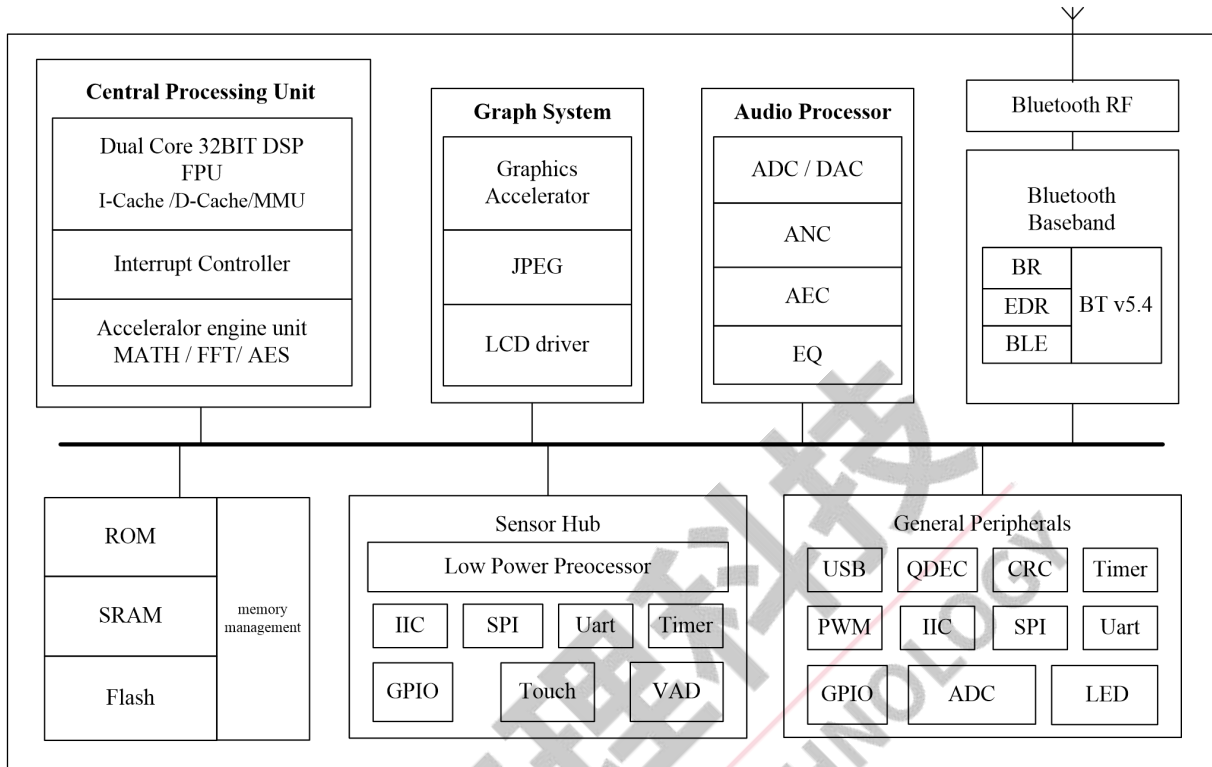 Central Processing Unit
Dual Core 32BIT DSP
FPU
I-Cache /D-Cache/MMU
Interrupt Controller
Acceleralor engine unit
MATH / FFT/ AES
Graph System
Graphics
Accelerator
JPEG
LCD driver
Audio Processor
ADC / DAC
ANC
AEC
EQ
Bluetooth RF
Bluetooth
Baseband
BR
EDR
BLE
BT v5.4
ROM
SRAM
Flash
memory
management
Sensor Hub
Low Power Preocessor
IIC
SPI
Uart
Timer
GPIO
Touch
VAD
General Peripherals
USB
QDEC
CRC
Timer
PWM
IIC
SPI
Uart
GPIO
ADC
LED
理科技